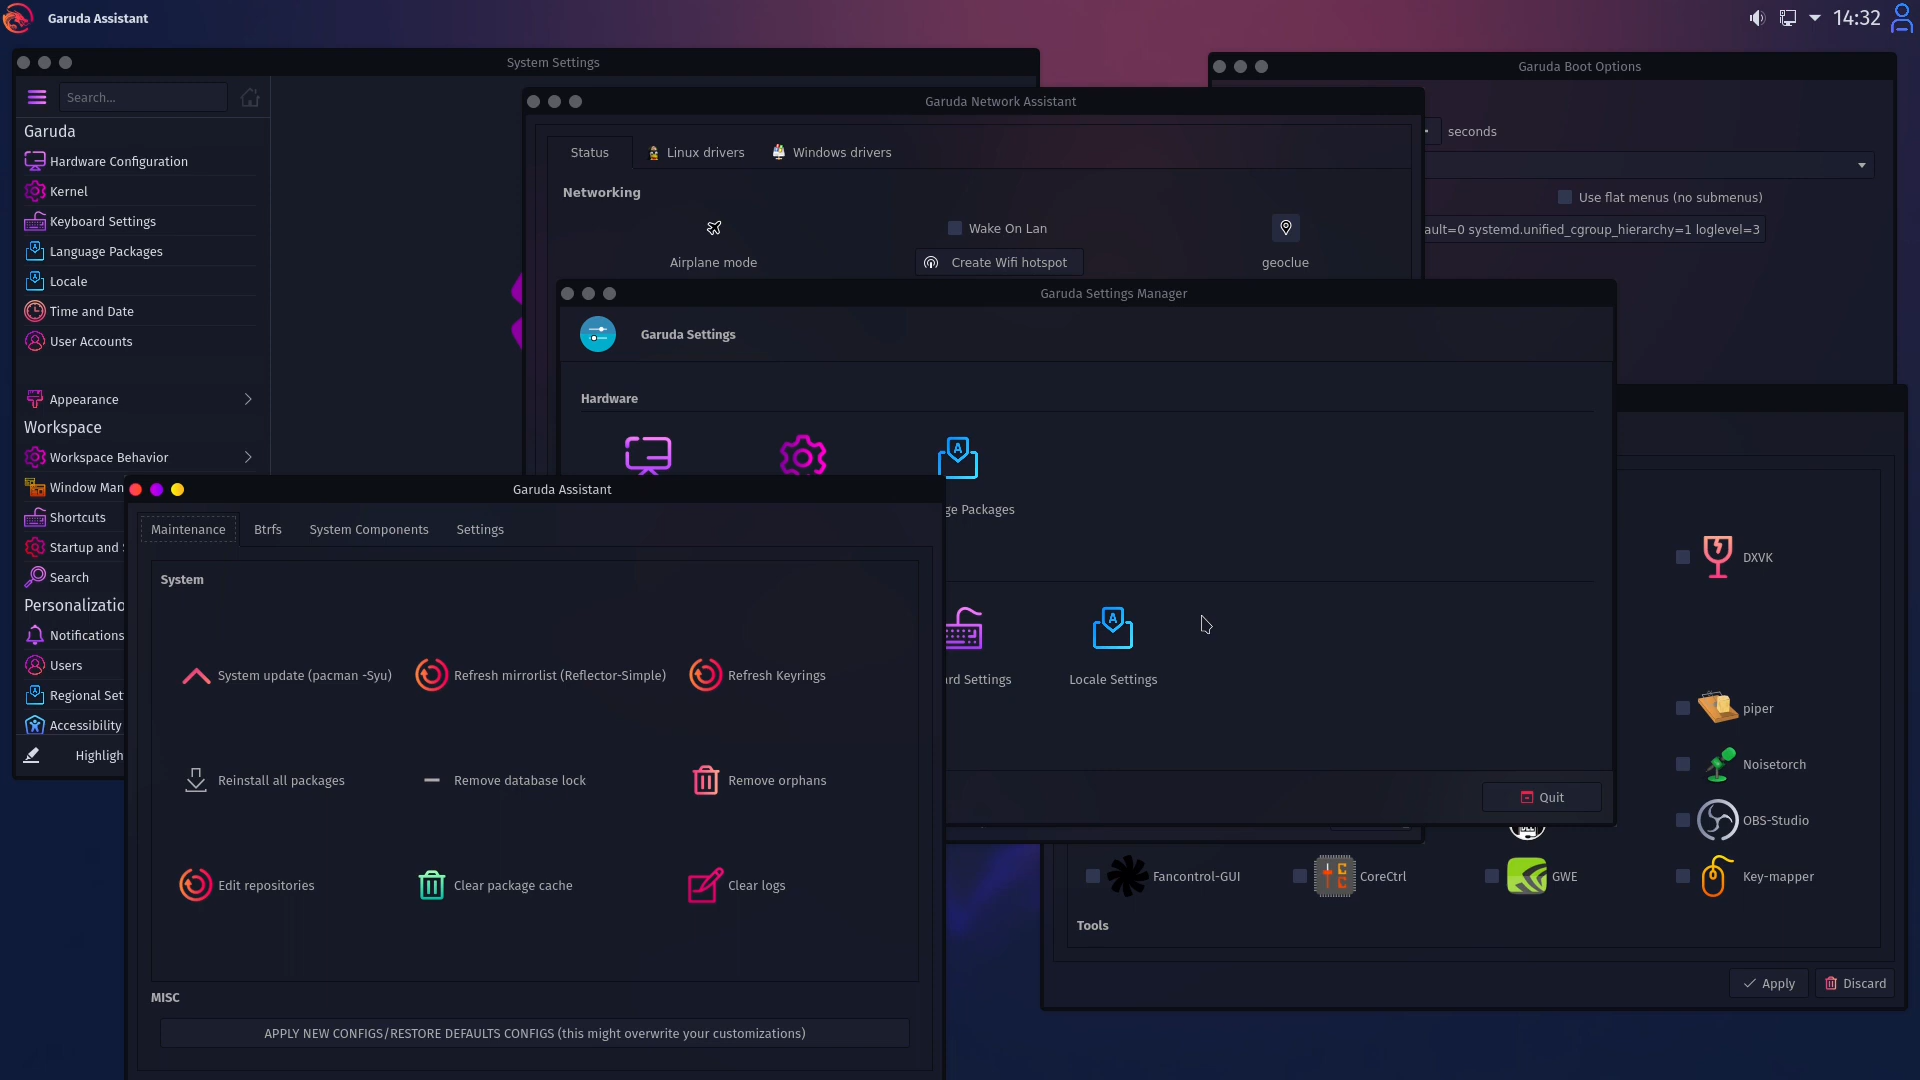 Garuda Assistant
14:32
System Settings
Search...
Garuda
Hardware Configuration
Kernel
Keyboard Settings
Language Packages
Locale
Time and Date
User Accounts
Appearance
Workspace
Workspace Behavior
Window Man
Shortcuts
Startup and
Search
Personalizatio
Notifications
Users
Regional Set
Accessibility
Highligh
Garuda Network Assistant
Status
Linux drivers
Windows drivers
Networking
Wake On Lan
Airplane mode
Create Wifi hotspot
geoclue
Garuda Boot Options
seconds
Use flat menus (no submenus)
ault=0 systemd.unified_cgroup_hierarchy=1 loglevel=3
Garuda Settings Manager
Garuda Settings
Hardware
ge Packages
rd Settings
Locale Settings
Quit
Garuda Assistant
Maintenance
Btrfs
System Components
Settings
System
System update (pacman -Syu)
Refresh mirrorlist (Reflector-Simple)
Refresh Keyrings
Reinstall all packages
Remove database lock
Remove orphans
Edit repositories
Clear package cache
Clear logs
MISC
APPLY NEW CONFIGS/RESTORE DEFAULTS CONFIGS (this might overwrite your customizations)
DXVK
piper
Noisetorch
OBS-Studio
Fancontrol-GUI
CoreCtrl
GWE
Key-mapper
Tools
Apply
Discard